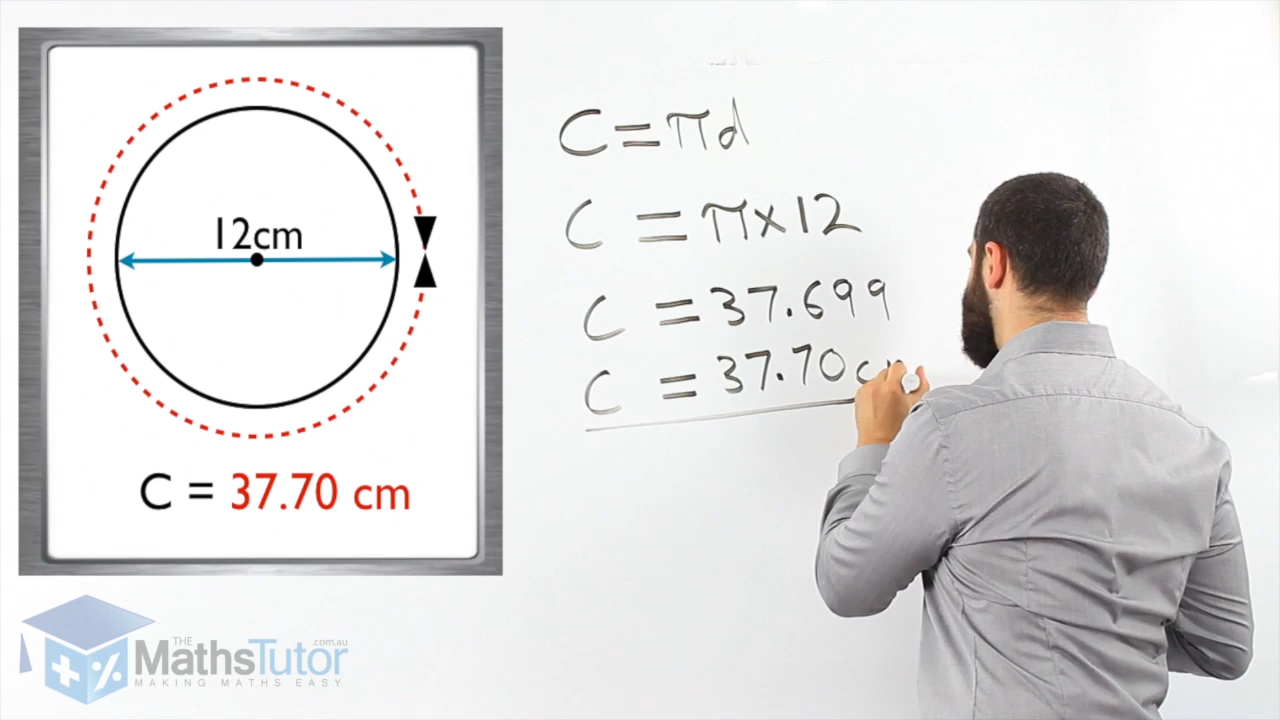 12cm
C = 37.70 cm
C = πd
C = π×12
C = 37.699
C = 37.70
THE
MathsTutor
.com.au
MAKING MATHS EASY